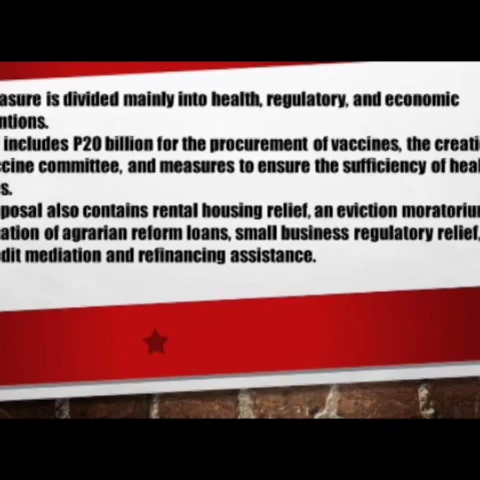 asure is divided mainly into health, regulatory, and economic
ntions.
includes P20 billion for the procurement of vaccines, the creati
ccine committee, and measures to ensure the sufficiency of heal
s.
posal also contains rental housing relief, an eviction moratoriu
ation of agrarian reform loans, small business regulatory relief,
dit mediation and refinancing assistance.